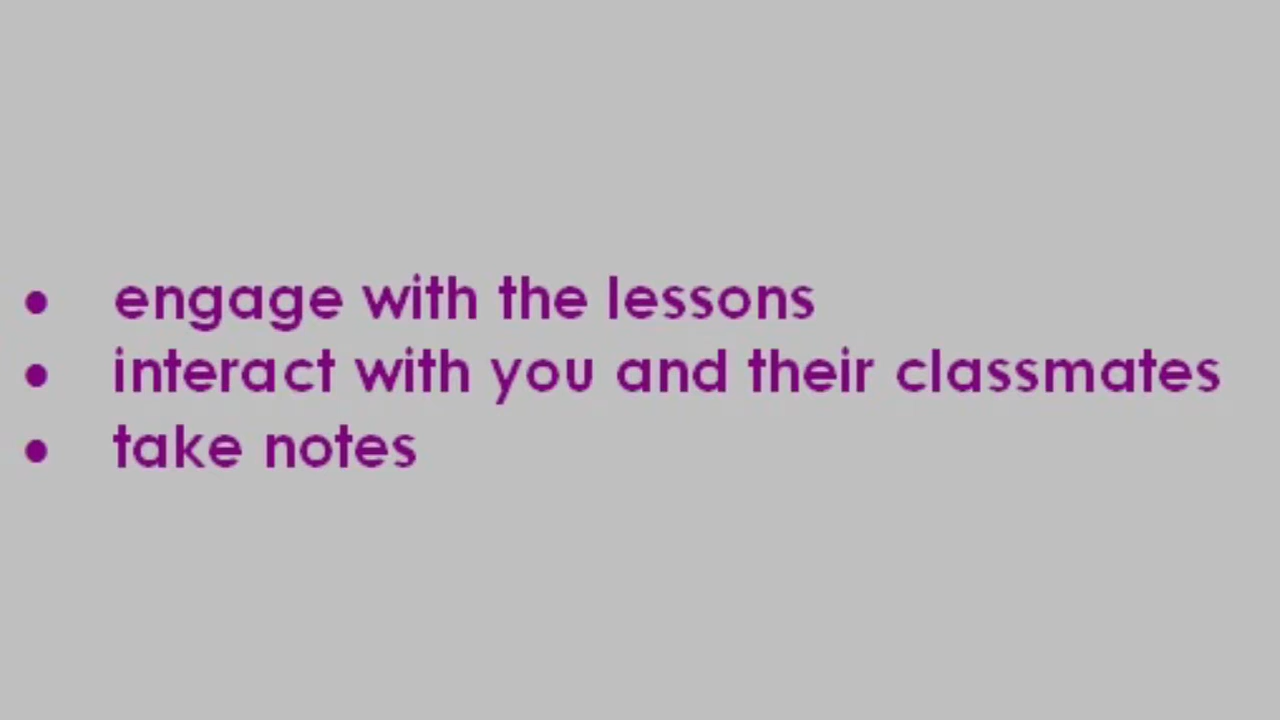 • engage with the lessons
• interact with you and their classmates
• take notes